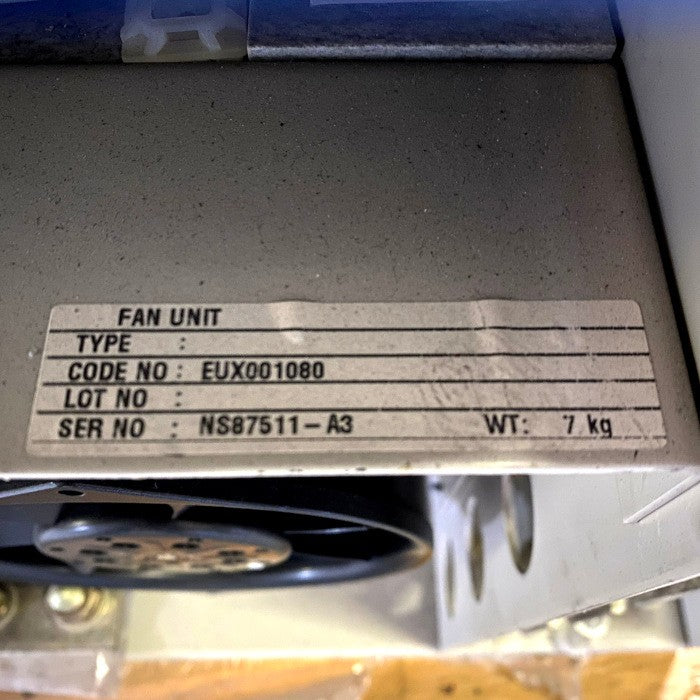 FAN UNIT
TYPE :
CODE NO : EUX001080
LOT NO :
SER NO : NS87511-A3 WT: 7 kg